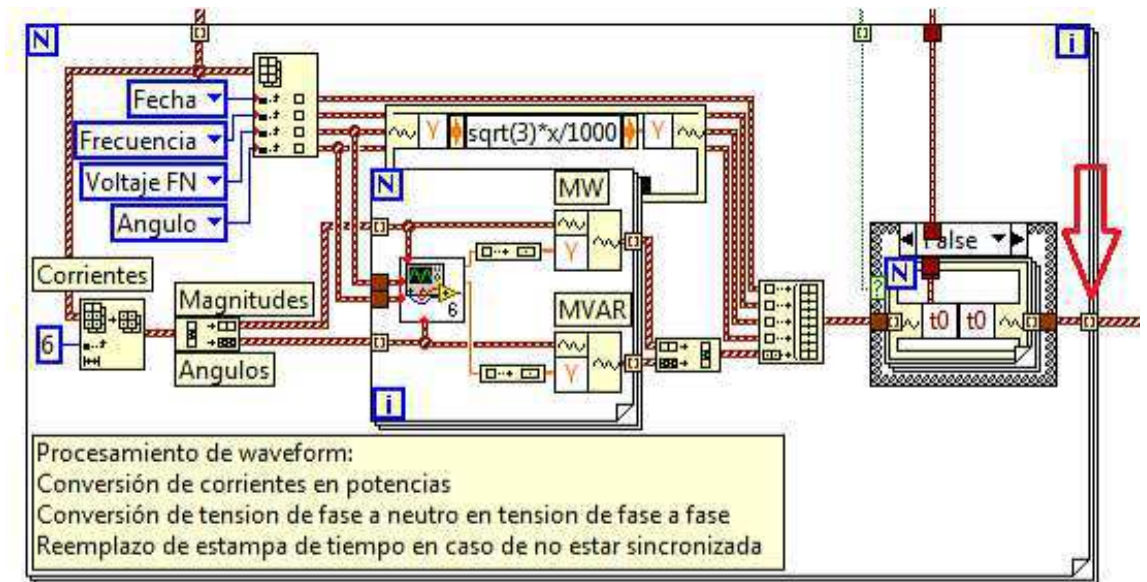 N
i
Fecha
Frecuencia
Voltaje FN
Angulo
Y sqrt(3)*x/1000 Y
N
MW
Y
False
N
Corrientes
Magnitudes
6
MVAR
?
t0 t0
6
Y
Angulos
i
Procesamiento de waveform:
Conversión de corrientes en potencias
Conversión de tension de fase a neutro en tension de fase a fase
Reemplazo de estampa de tiempo en caso de no estar sincronizada